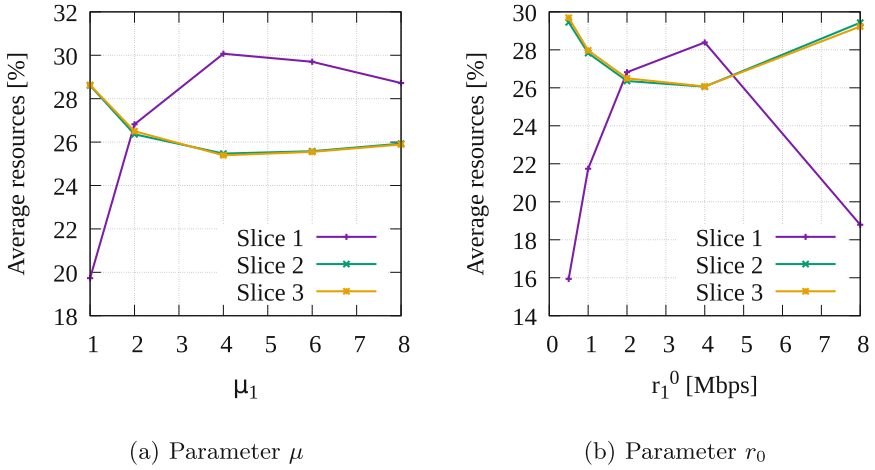 32
30
28
26
24
22
20
18
Average resources [%]
Slice 1
Slice 2
Slice 3
1 2 3 4 5 6 7 8
μ₁
(a) Parameter μ
30
28
26
24
22
20
18
16
14
Average resources [%]
Slice 1
Slice 2
Slice 3
0 1 2 3 4 5 6 7 8
r₁⁰ [Mbps]
(b) Parameter r₀